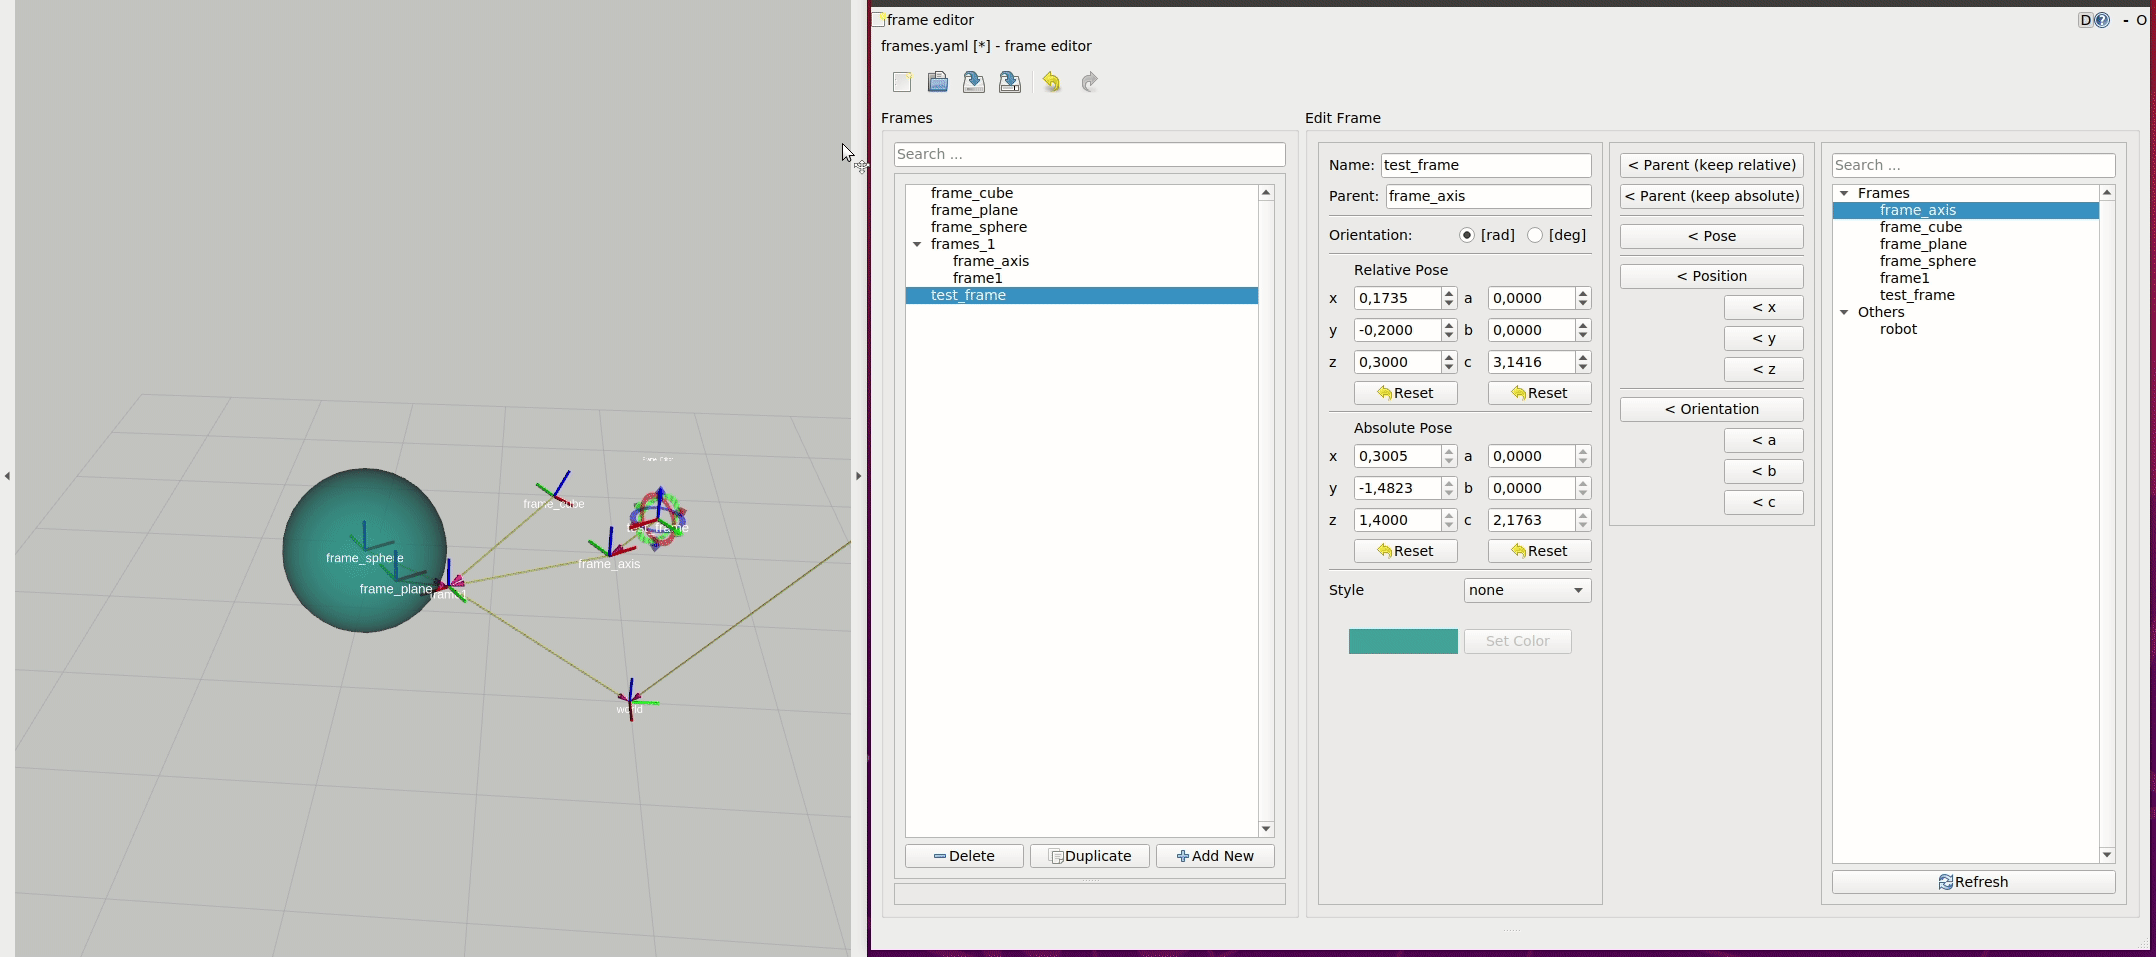 frame editor
D
- O
frames.yaml [*] - frame editor
Frames
Search ...
frame_cube
frame_plane
frame_sphere
frames_1
frame_axis
frame1
test_frame
Delete
Duplicate
Add New
Edit Frame
Name: test_frame
Parent: frame_axis
Orientation: [rad] [deg]
Relative Pose
x 0,1735 a 0,0000
y -0,2000 b 0,0000
z 0,3000 c 3,1416
Reset Reset
Absolute Pose
x 0,3005 a 0,0000
y -1,4823 b 0,0000
z 1,4000 c 2,1763
Reset Reset
Style none
Set Color
< Parent (keep relative)
< Parent (keep absolute)
< Pose
< Position
< x
< y
< z
< Orientation
< a
< b
< c
Search ...
Frames
frame_axis
frame_cube
frame_plane
frame_sphere
frame1
test_frame
Others
robot
Refresh
frame_cube
test_frame
frame_sphere
frame_axis
frame_plane
frame1
world